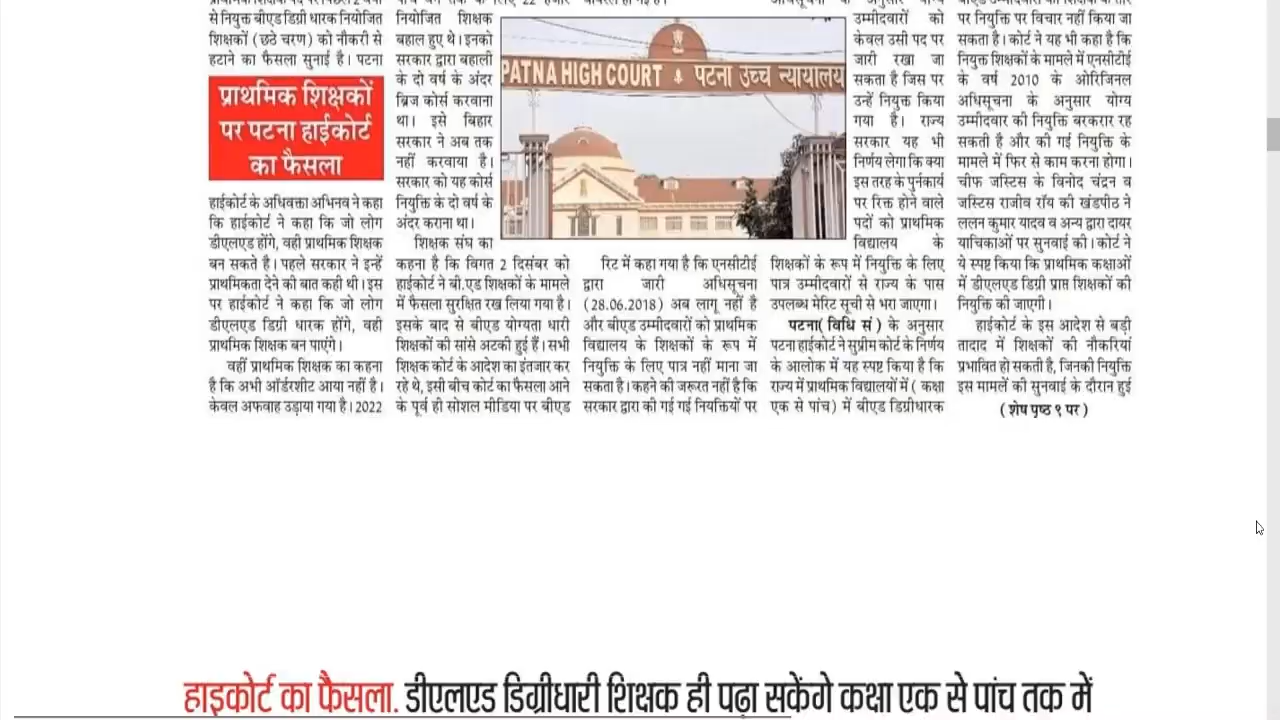 से नियुक्त बीएड डिग्री धारक नियोजित
शिक्षकों (छठे चरण) को नौकरी से
हटाने का फैसला सुनाई है। पटना
प्राथमिक शिक्षकों
पर पटना हाईकोर्ट
का फैसला
हाईकोर्ट के अधिवक्ता अभिनव ने कहा
कि हाईकोर्ट ने कहा कि जो लोग
डीएलएड होंगे, वही प्राथमिक शिक्षक
बन सकते है। पहले सरकार ने इन्हें
प्राथमिकता देने की बात कही थी। इस
पर हाईकोर्ट ने कहा कि जो लोग
डीएलएड डिग्री धारक होंगे, वही
प्राथमिक शिक्षक बन पाएंगे।
वहीं प्राथमिक शिक्षक का कहना
है कि अभी ऑर्डरशीट आया नहीं है।
केवल अफवाह उड़ाया गया है। 2022
नियोजित शिक्षक
बहाल हुए थे। इनको
सरकार द्वारा बहाली
के दो वर्ष के अंदर
ब्रिज कोर्स करवाना
था। इसे बिहार
सरकार ने अब तक
नहीं करवाया है।
सरकार को यह कोर्स
नियुक्ति के दो वर्ष के
अंदर कराना था।
शिक्षक संघ का
कहना है कि विगत 2 दिसंबर को
हाईकोर्ट ने बी.एड शिक्षकों के मामले
में फैसला सुरक्षित रख लिया गया है।
इसके बाद से बीएड योग्यता धारी
शिक्षकों की सांसे अटकी हुई हैं। सभी
शिक्षक कोर्ट के आदेश का इंतजार कर
रहे थे, इसी बीच कोर्ट का फैसला आने
के पूर्व ही सोशल मीडिया पर बीएड
PATNA HIGH COURT पटना उच्च न्यायालय
रिट में कहा गया है कि एनसीटीई
द्वारा जारी अधिसूचना
(28.06.2018) अब लागू नहीं है
और बीएड उम्मीदवारों को प्राथमिक
विद्यालय के शिक्षकों के रूप में
नियुक्ति के लिए पात्र नहीं माना जा
सकता है। कहने की जरूरत नहीं है कि
सरकार द्वारा की गई गई नियक्तियों पर
उम्मीदवारों को
केवल उसी पद पर
जारी रखा जा
सकता है जिस पर
उन्हें नियुक्त किया
गया है। राज्य
सरकार यह भी
निर्णय लेगा कि क्या
इस तरह के पुर्नकार्य
पर रिक्त होने वाले
पदों को प्राथमिक
विद्यालय के
शिक्षकों के रूप में नियुक्ति के लिए
पात्र उम्मीदवारों से राज्य के पास
उपलब्ध मेरिट सूची से भरा जाएगा।
पटना( विधि सं ) के अनुसार
पटना हाईकोर्ट ने सुप्रीम कोर्ट के निर्णय
के आलोक में यह स्पष्ट किया है कि
राज्य में प्राथमिक विद्यालयों में ( कक्षा
एक से पांच) में बीएड डिग्रीधारक
पर नियुक्ति पर विचार नहीं किया जा
सकता है। कोर्ट ने यह भी कहा है कि
नियुक्त शिक्षकों के मामले में एनसीटीई
के वर्ष 2010 के ओरिजिनल
अधिसूचना के अनुसार योग्य
उम्मीदवार की नियुक्ति बरकरार रह
सकती है और की गई नियुक्ति के
मामले में फिर से काम करना होगा।
चीफ जस्टिस के विनोद चंद्रन व
जस्टिस राजीव रॉय की खंडपीठ ने
ललन कुमार यादव व अन्य द्वारा दायर
याचिकाओं पर सुनवाई की। कोर्ट ने
ये स्पष्ट किया कि प्राथमिक कक्षाओं
में डीएलएड डिग्री प्राप्त शिक्षकों की
नियुक्ति की जाएगी।
हाईकोर्ट के इस आदेश से बड़ी
तादाद में शिक्षकों की नौकरियां
प्रभावित हो सकती है, जिनकी नियुक्ति
इस मामलें की सुनवाई के दौरान हुई
( शेष पृष्ठ ९ पर )
हाइकोर्ट का फैसला. डीएलएड डिग्रीधारी शिक्षक ही पढ़ा सकेंगे कक्षा एक से पांच तक में